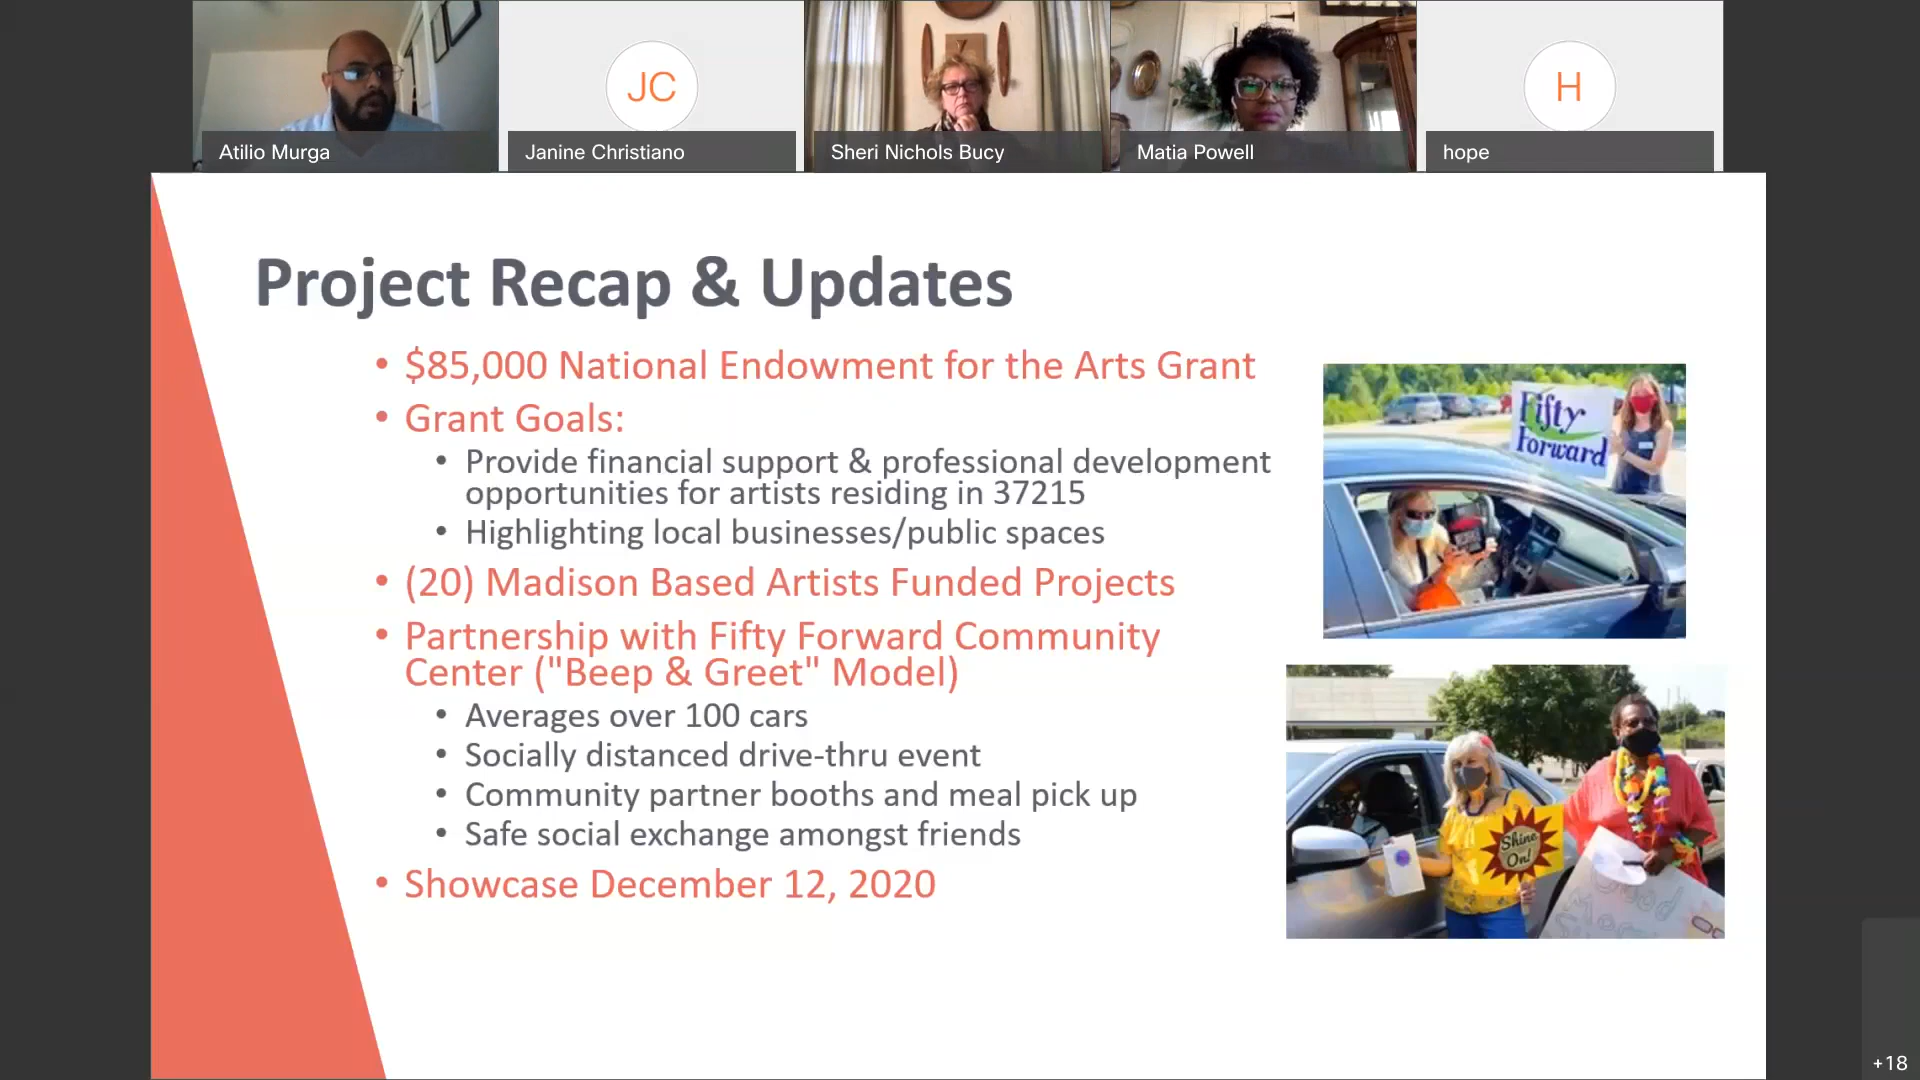 JC
H
Atilio Murga
Janine Christiano
Sheri Nichols Bucy
Matia Powell
hope
Project Recap & Updates
• $85,000 National Endowment for the Arts Grant
• Grant Goals:
• Provide financial support & professional development
opportunities for artists residing in 37215
• Highlighting local businesses/public spaces
• (20) Madison Based Artists Funded Projects
• Partnership with Fifty Forward Community
Center ("Beep & Greet" Model)
• Averages over 100 cars
• Socially distanced drive-thru event
• Community partner booths and meal pick up
• Safe social exchange amongst friends
• Showcase December 12, 2020
Fifty
Forward
Shine
On!
+18